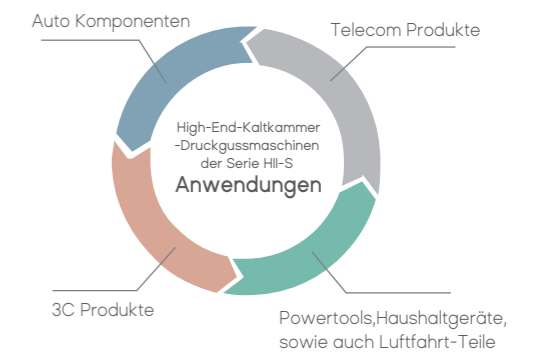 Auto Komponenten
Telecom Produkte
High-End-Kaltkammer
-Druckgussmaschinen
der Serie HII-S
Anwendungen
3C Produkte
Powertools,Haushaltgeräte,
sowie auch Luftfahrt-Teile